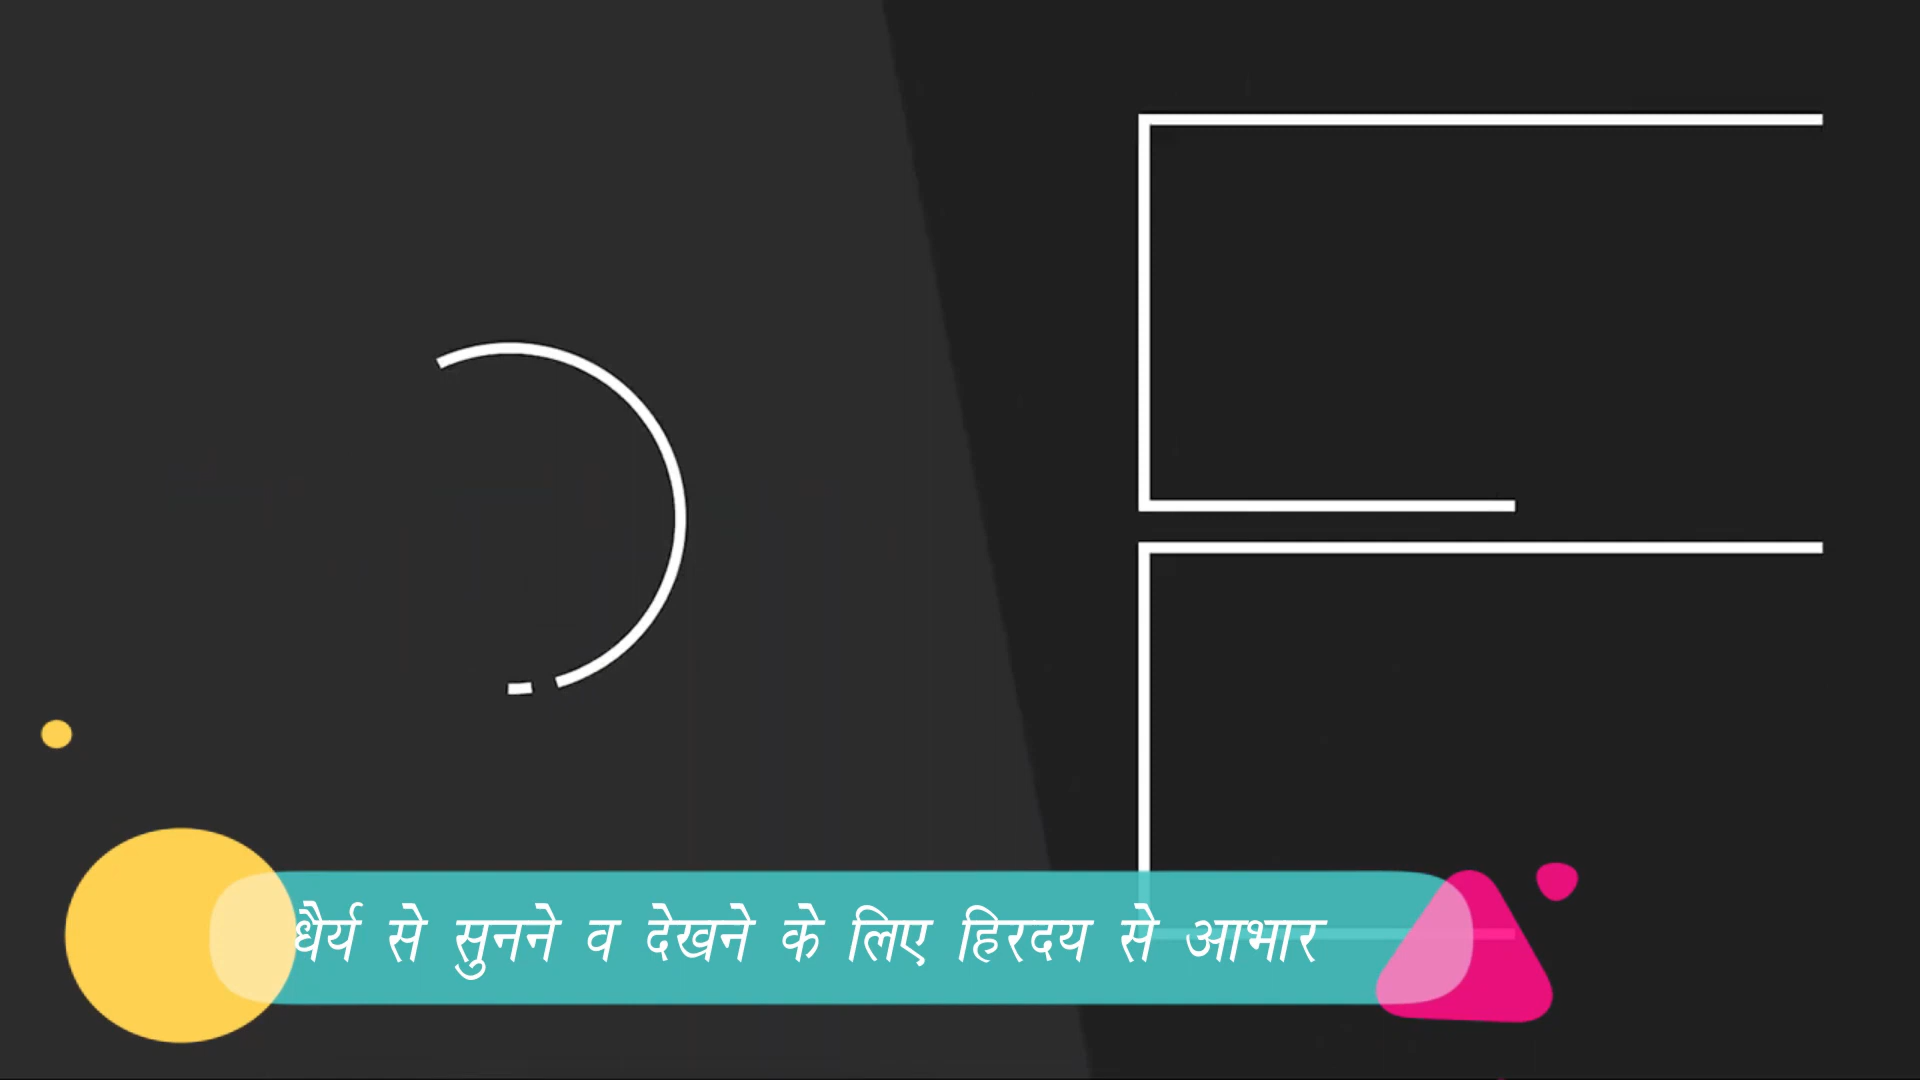 धैर्य से सुनने व देखने के लिए हिरदय से आभार